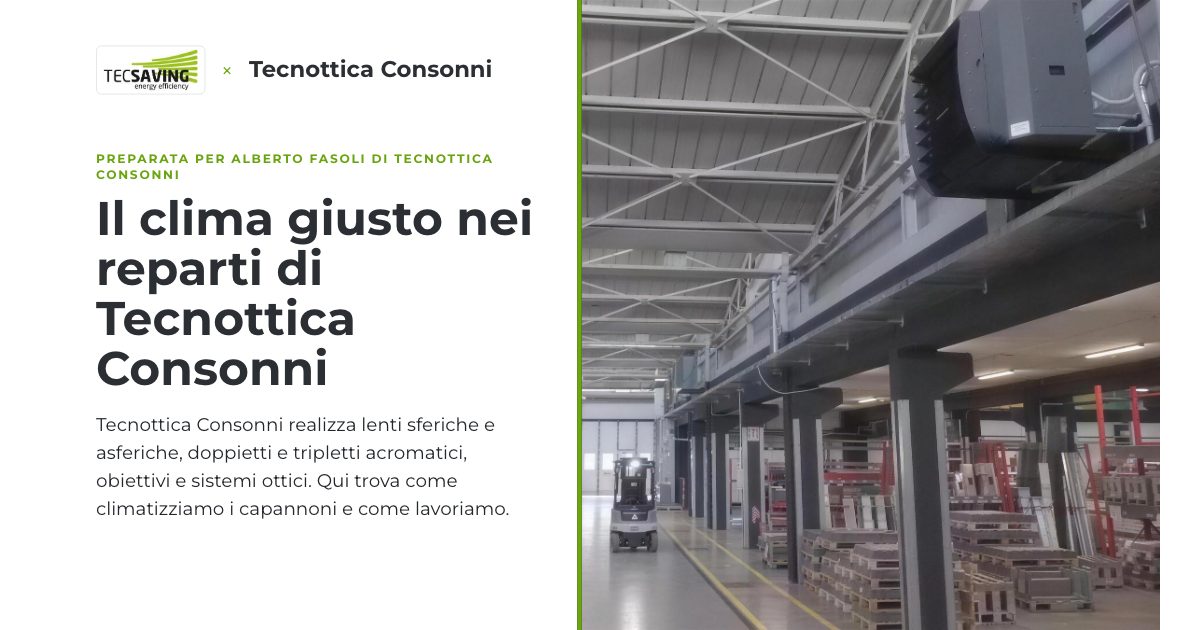 TECSAVING
energy efficiency
× Tecnottica Consonni
PREPARATA PER ALBERTO FASOLI DI TECNOTTICA
CONSONNI
Il clima giusto nei
reparti di
Tecnottica
Consonni
Tecnottica Consonni realizza lenti sferiche e
asferiche, doppietti e tripletti acromatici,
obiettivi e sistemi ottici. Qui trova come
climatizziamo i capannoni e come lavoriamo.